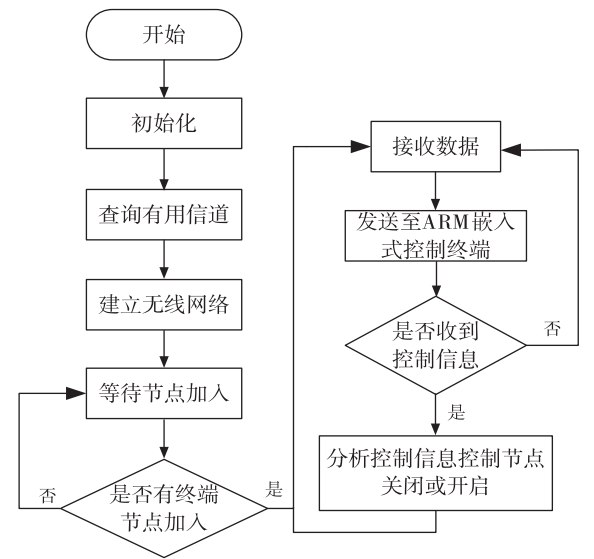 开始
初始化
查询有用信道
建立无线网络
等待节点加入
否
是否有终端
节点加入
是
接收数据
发送至ARM嵌入
式控制终端
是否收到
控制信息
否
是
分析控制信息控制节点
关闭或开启